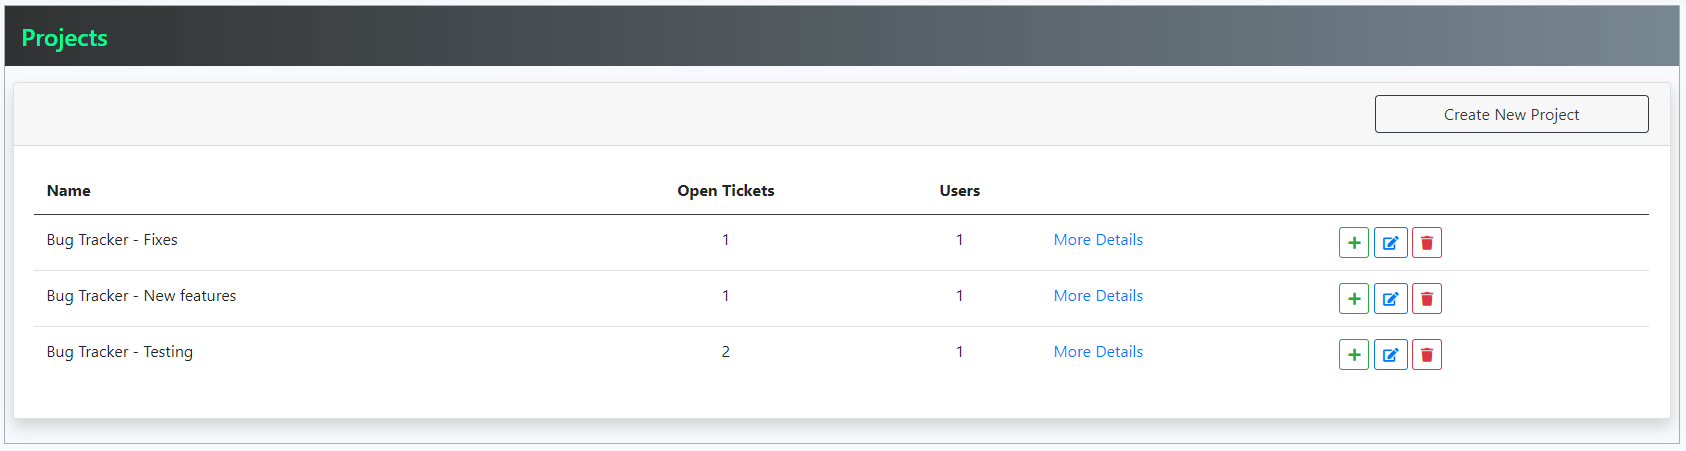 Projects
Create New Project
Name Open Tickets Users
Bug Tracker - Fixes 1 1 More Details
Bug Tracker - New features 1 1 More Details
Bug Tracker - Testing 2 1 More Details